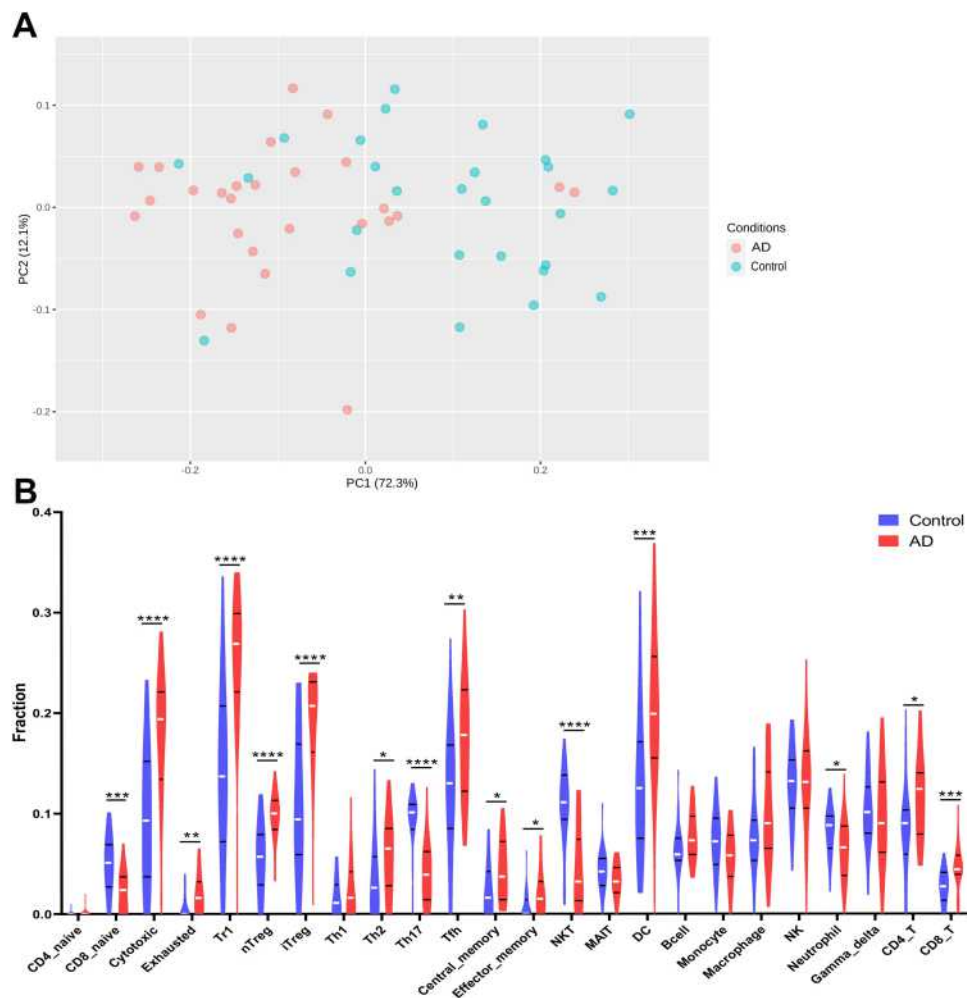 A
0.1
0.0
-0.1
-0.2
PC2 (12.1%)
-0.2
0.0
0.2
PC1 (72.3%)
Conditions
AD
Control
B
0.4
0.3
0.2
0.1
0.0
Fraction
Control
AD
***
****
**
****
****
****
*
****
**
*
*
****
***
*
*
***
CD4_naive
CD8_naive
Cytotoxic
Exhausted
Tr1
nTreg
iTreg
Th1
Th2
Th17
Tfh
Central_memory
Effector_memory
NKT
MAIT
DC
Bcell
Monocyte
Macrophage
NK
Neutrophil
Gamma_delta
CD4_T
CD8_T